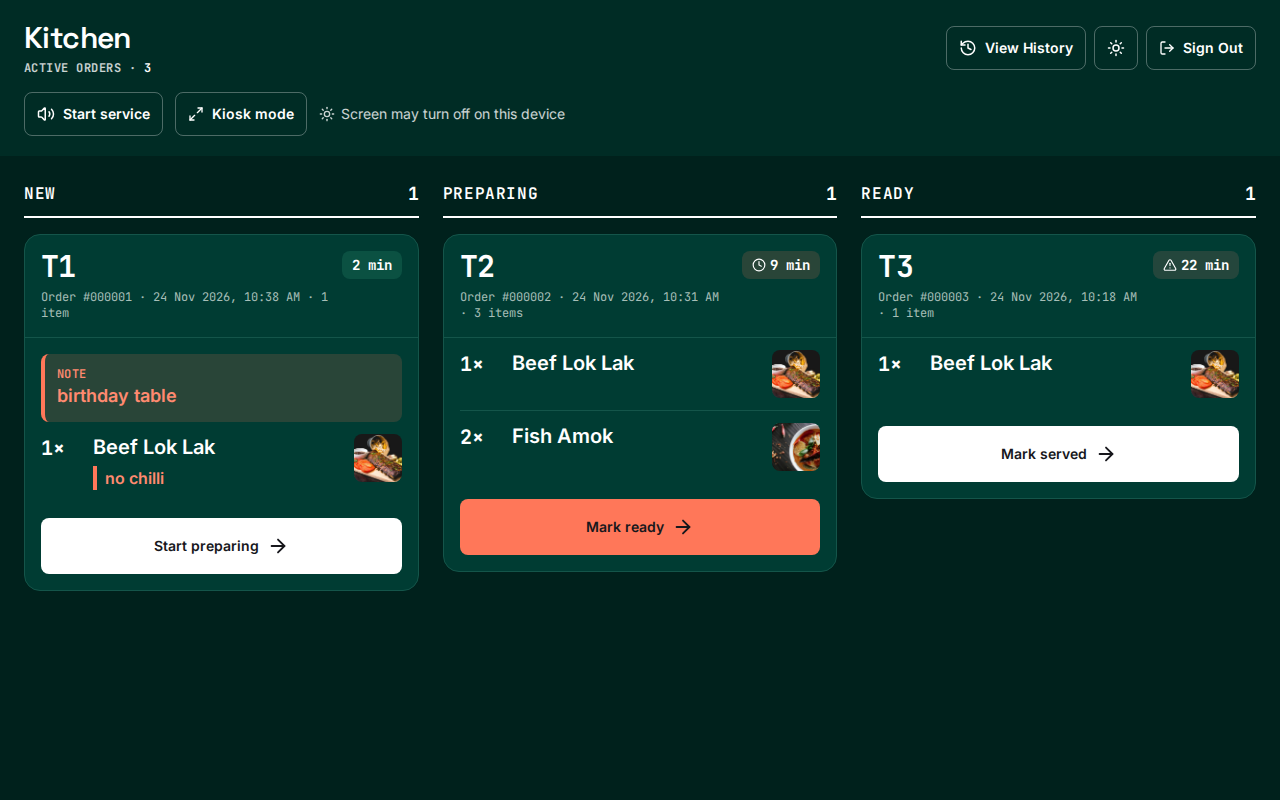 Kitchen
ACTIVE ORDERS · 3
View History
Sign Out
Start service
Kiosk mode
Screen may turn off on this device
NEW 1
T1
2 min
Order #000001 · 24 Nov 2026, 10:38 AM · 1
item
NOTE
birthday table
1× Beef Lok Lak
no chilli
Start preparing →
PREPARING 1
T2
9 min
Order #000002 · 24 Nov 2026, 10:31 AM
· 3 items
1× Beef Lok Lak
2× Fish Amok
Mark ready →
READY 1
T3
22 min
Order #000003 · 24 Nov 2026, 10:18 AM
· 1 item
1× Beef Lok Lak
Mark served →